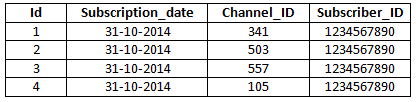 Id Subscription_date Channel_ID Subscriber_ID
1 31-10-2014 341 1234567890
2 31-10-2014 503 1234567890
3 31-10-2014 557 1234567890
4 31-10-2014 105 1234567890